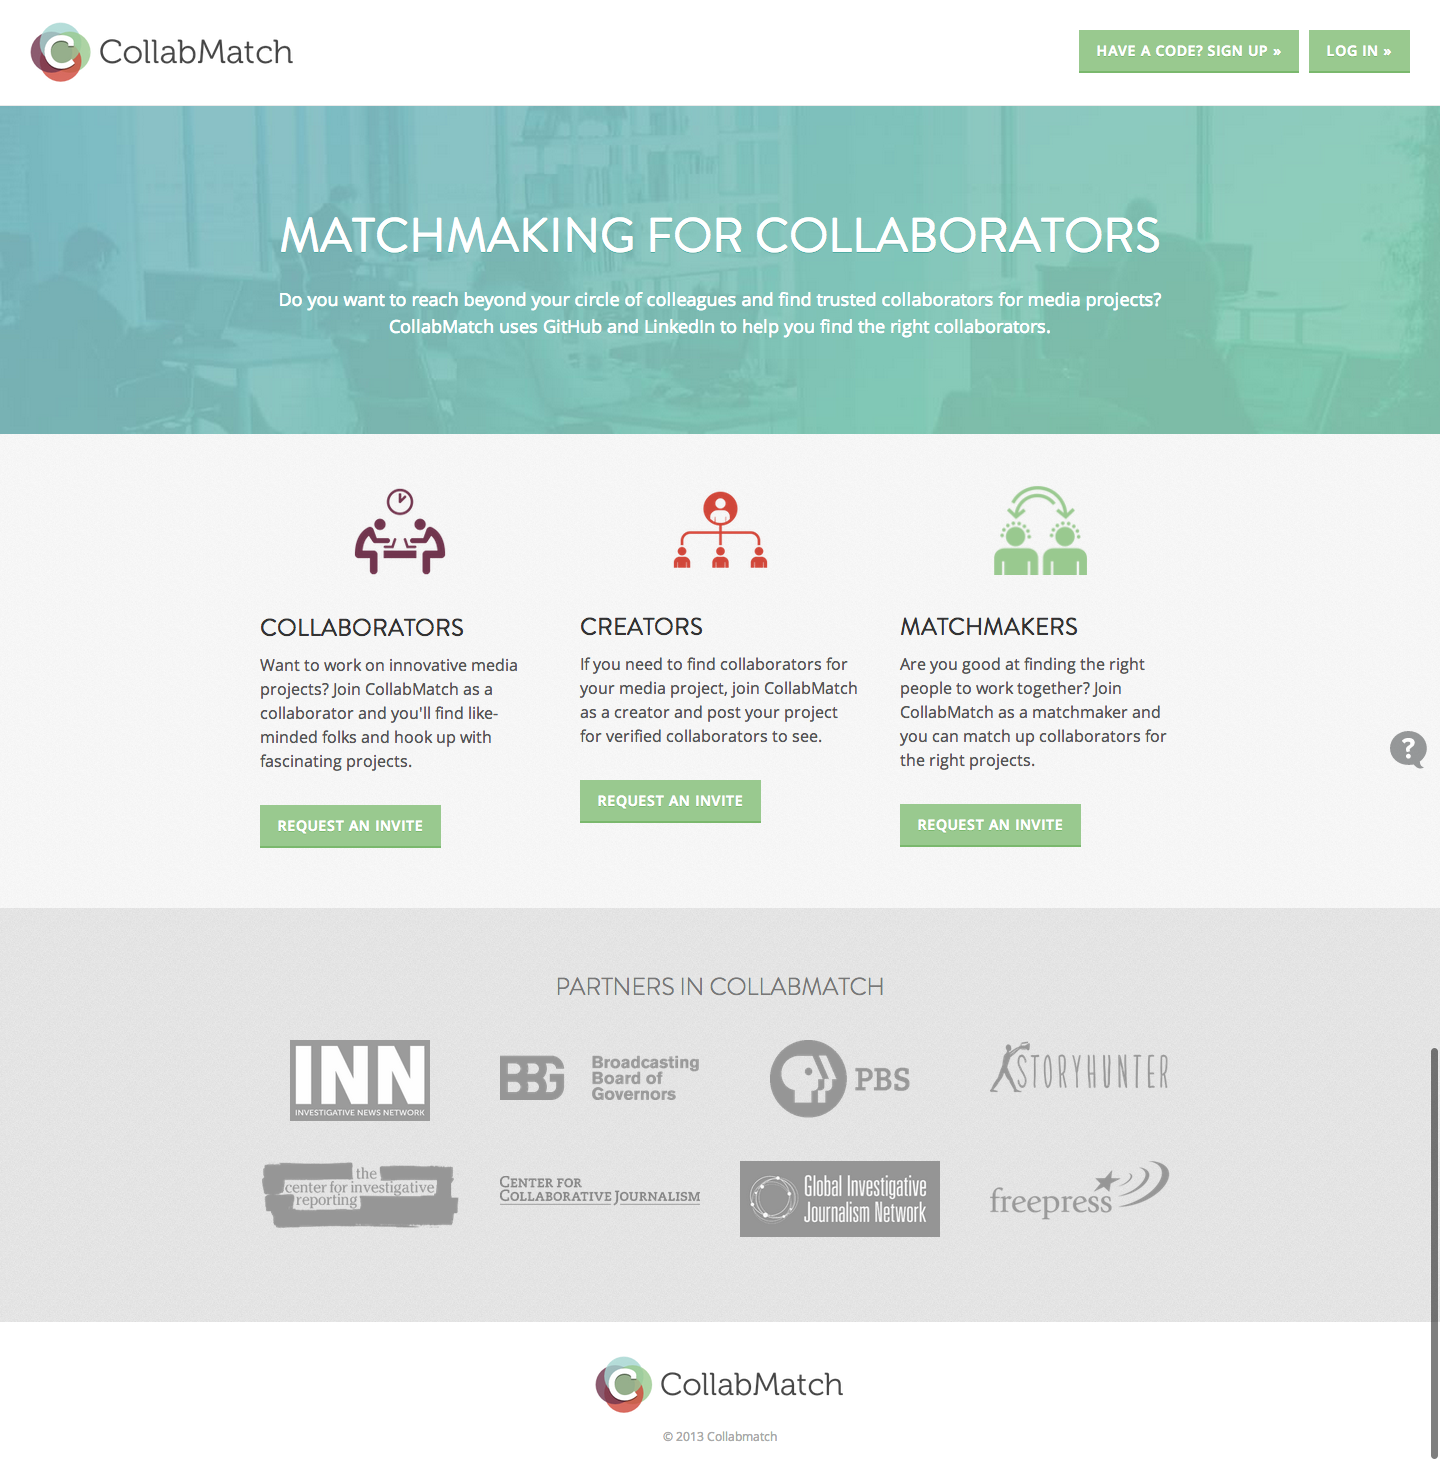 C CollabMatch
HAVE A CODE? SIGN UP »
LOG IN »
MATCHMAKING FOR COLLABORATORS
Do you want to reach beyond your circle of colleagues and find trusted collaborators for media projects?
CollabMatch uses GitHub and LinkedIn to help you find the right collaborators.
COLLABORATORS
Want to work on innovative media
projects? Join CollabMatch as a
collaborator and you'll find like-
minded folks and hook up with
fascinating projects.
REQUEST AN INVITE
CREATORS
If you need to find collaborators for
your media project, join CollabMatch
as a creator and post your project
for verified collaborators to see.
REQUEST AN INVITE
MATCHMAKERS
Are you good at finding the right
people to work together? Join
CollabMatch as a matchmaker and
you can match up collaborators for
the right projects.
REQUEST AN INVITE
?
PARTNERS IN COLLABMATCH
INN
INVESTIGATIVE NEWS NETWORK
BBG
Broadcasting
Board of
Governors
PBS
STORYHUNTER
the
center for investigative
reporting
CENTER FOR
COLLABORATIVE JOURNALISM
Global Investigative
Journalism Network
freepress
C CollabMatch
© 2013 Collabmatch